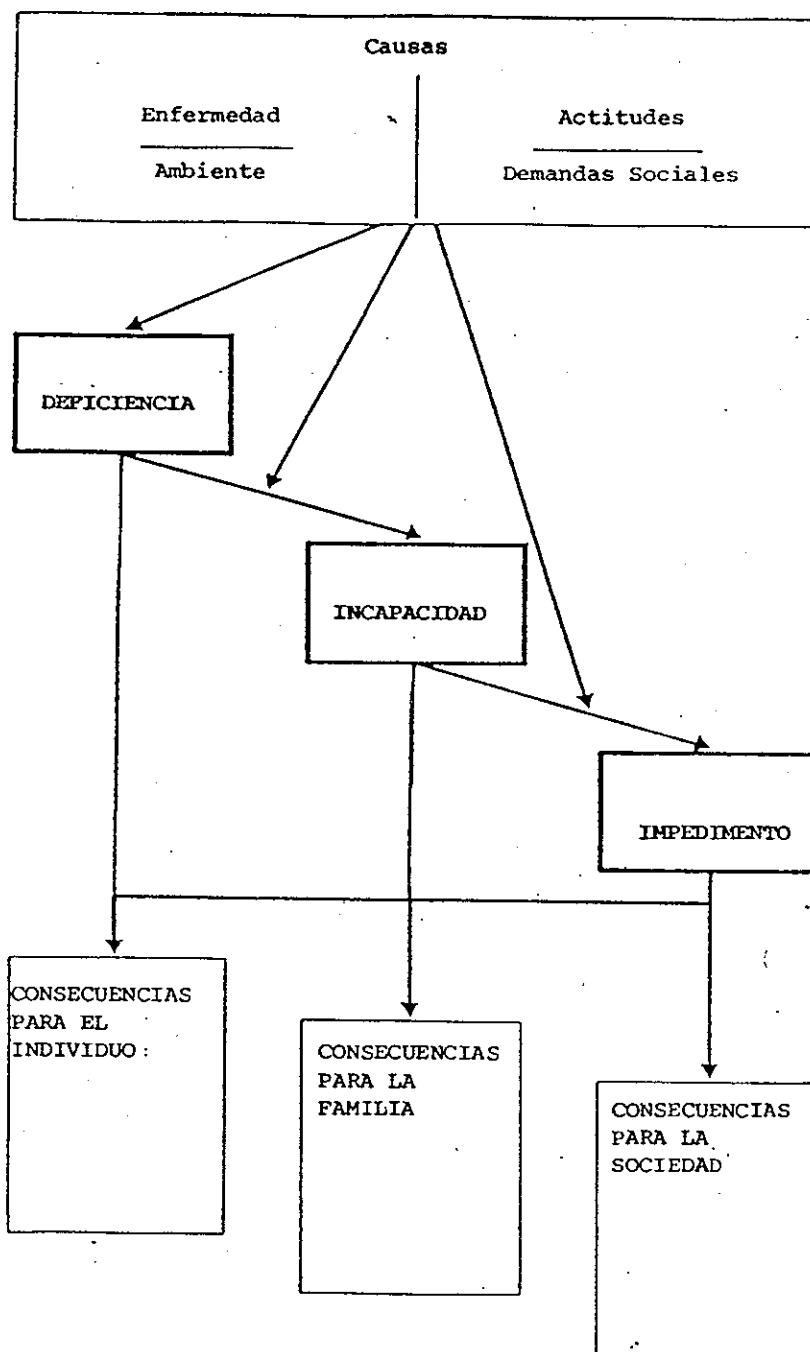 Causas
Enfermedad
Ambiente
Actitudes
Demandas Sociales
DEFICIENCIA
INCAPACIDAD
IMPEDIMENTO
CONSECUENCIAS
PARA EL
INDIVIDUO:
CONSECUENCIAS
PARA LA
FAMILIA
CONSECUENCIAS
PARA LA
SOCIEDAD